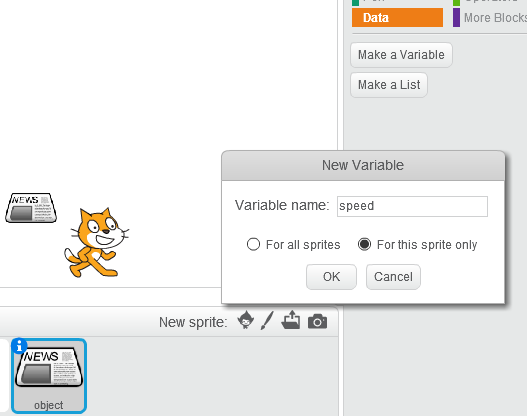 Data
More Blocks
Make a Variable
Make a List
New Variable
Variable name: speed
For all sprites
For this sprite only
OK
Cancel
NEWS
New sprite:
NEWS
object